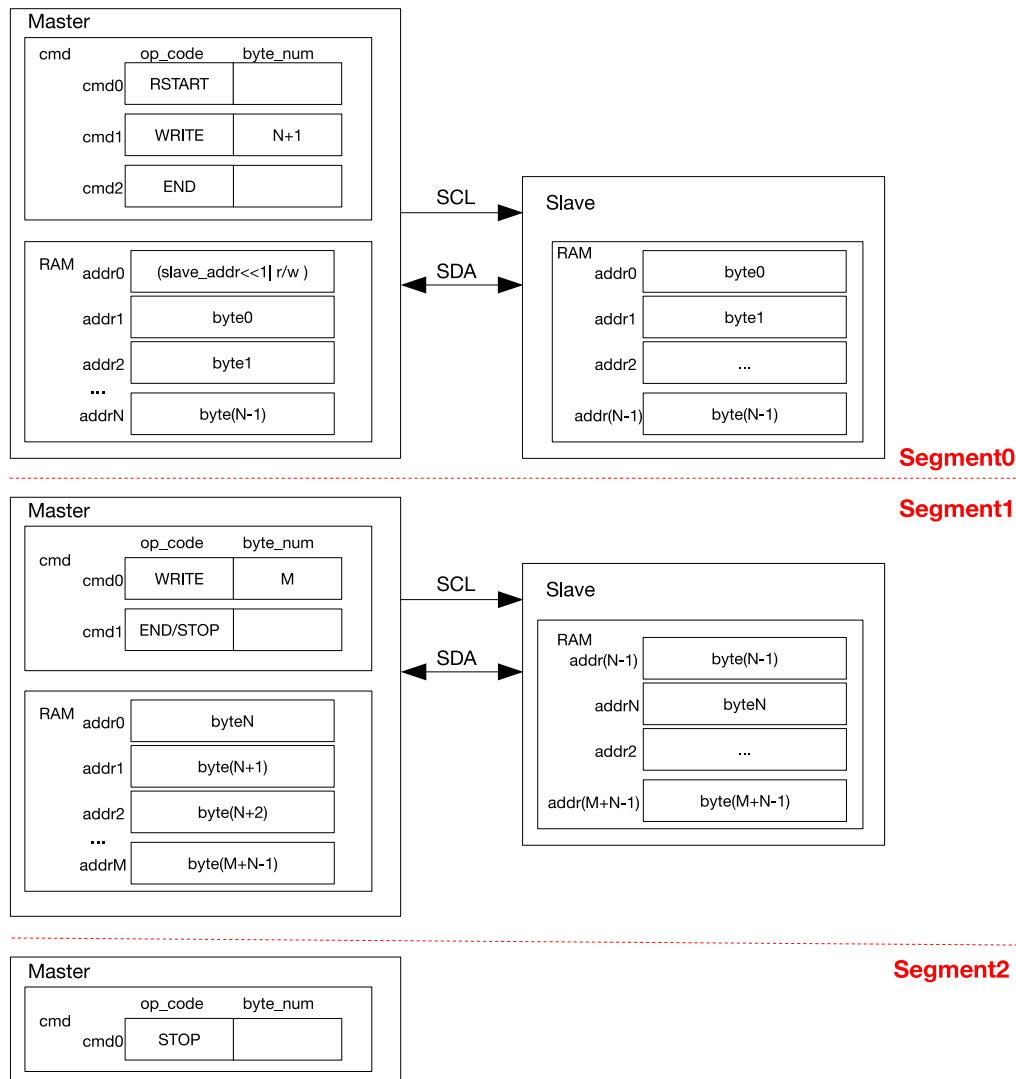 Master
cmd op_code byte_num
cmd0 RSTART
cmd1 WRITE N+1
cmd2 END
SCL
SDA
RAM
addr0 (slave_addr<<1| r/w )
addr1 byte0
addr2 byte1
...
addrN byte(N-1)
Slave
RAM
addr0 byte0
addr1 byte1
addr2 ...
addr(N-1) byte(N-1)
Segment0
Segment1
Master
op_code byte_num
cmd
cmd0 WRITE M
cmd1 END/STOP
SCL
SDA
RAM
addr0 byteN
addr1 byte(N+1)
addr2 byte(N+2)
...
addrM byte(M+N-1)
Slave
RAM
addr(N-1) byte(N-1)
addrN byteN
addr2 ...
addr(M+N-1) byte(M+N-1)
Segment2
Master
op_code byte_num
cmd
cmd0 STOP